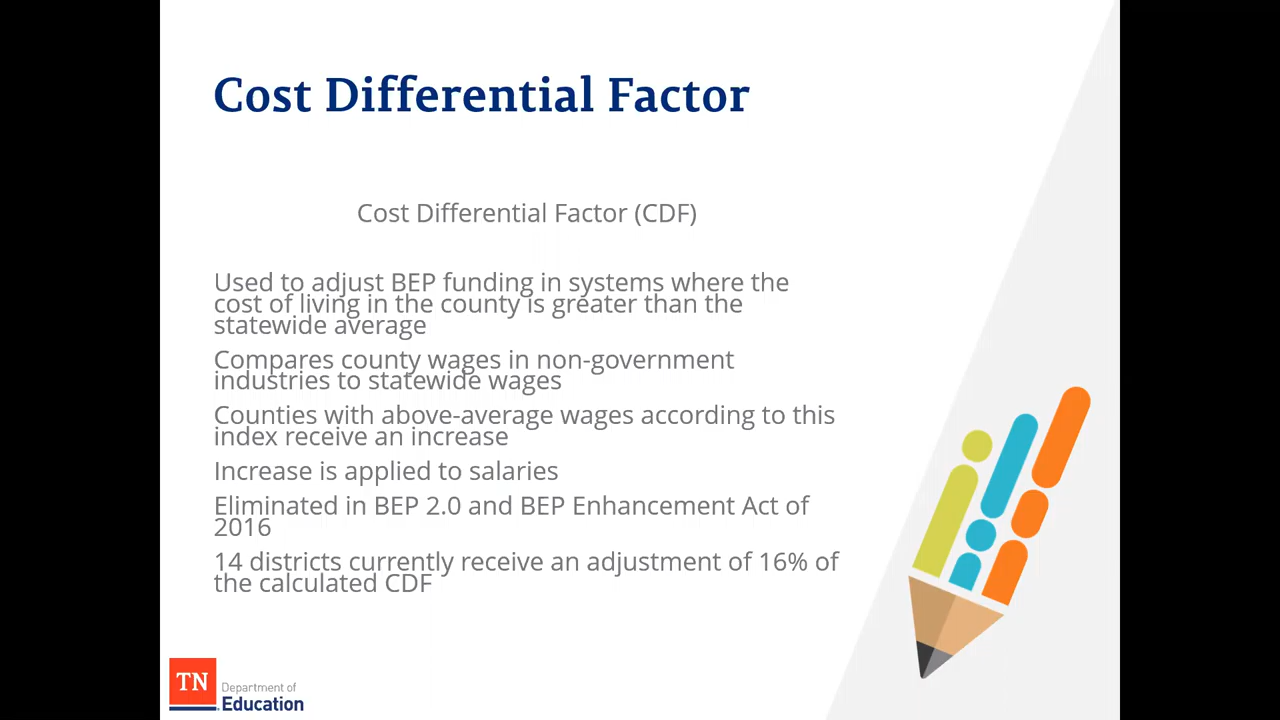 Cost Differential Factor
Cost Differential Factor (CDF)
Used to adjust BEP funding in systems where the
cost of living in the county is greater than the
statewide average
Compares county wages in non-government
industries to statewide wages
Counties with above-average wages according to this
index receive an increase
Increase is applied to salaries
Eliminated in BEP 2.0 and BEP Enhancement Act of
2016
14 districts currently receive an adjustment of 16% of
the calculated CDF
TN
Department of
Education